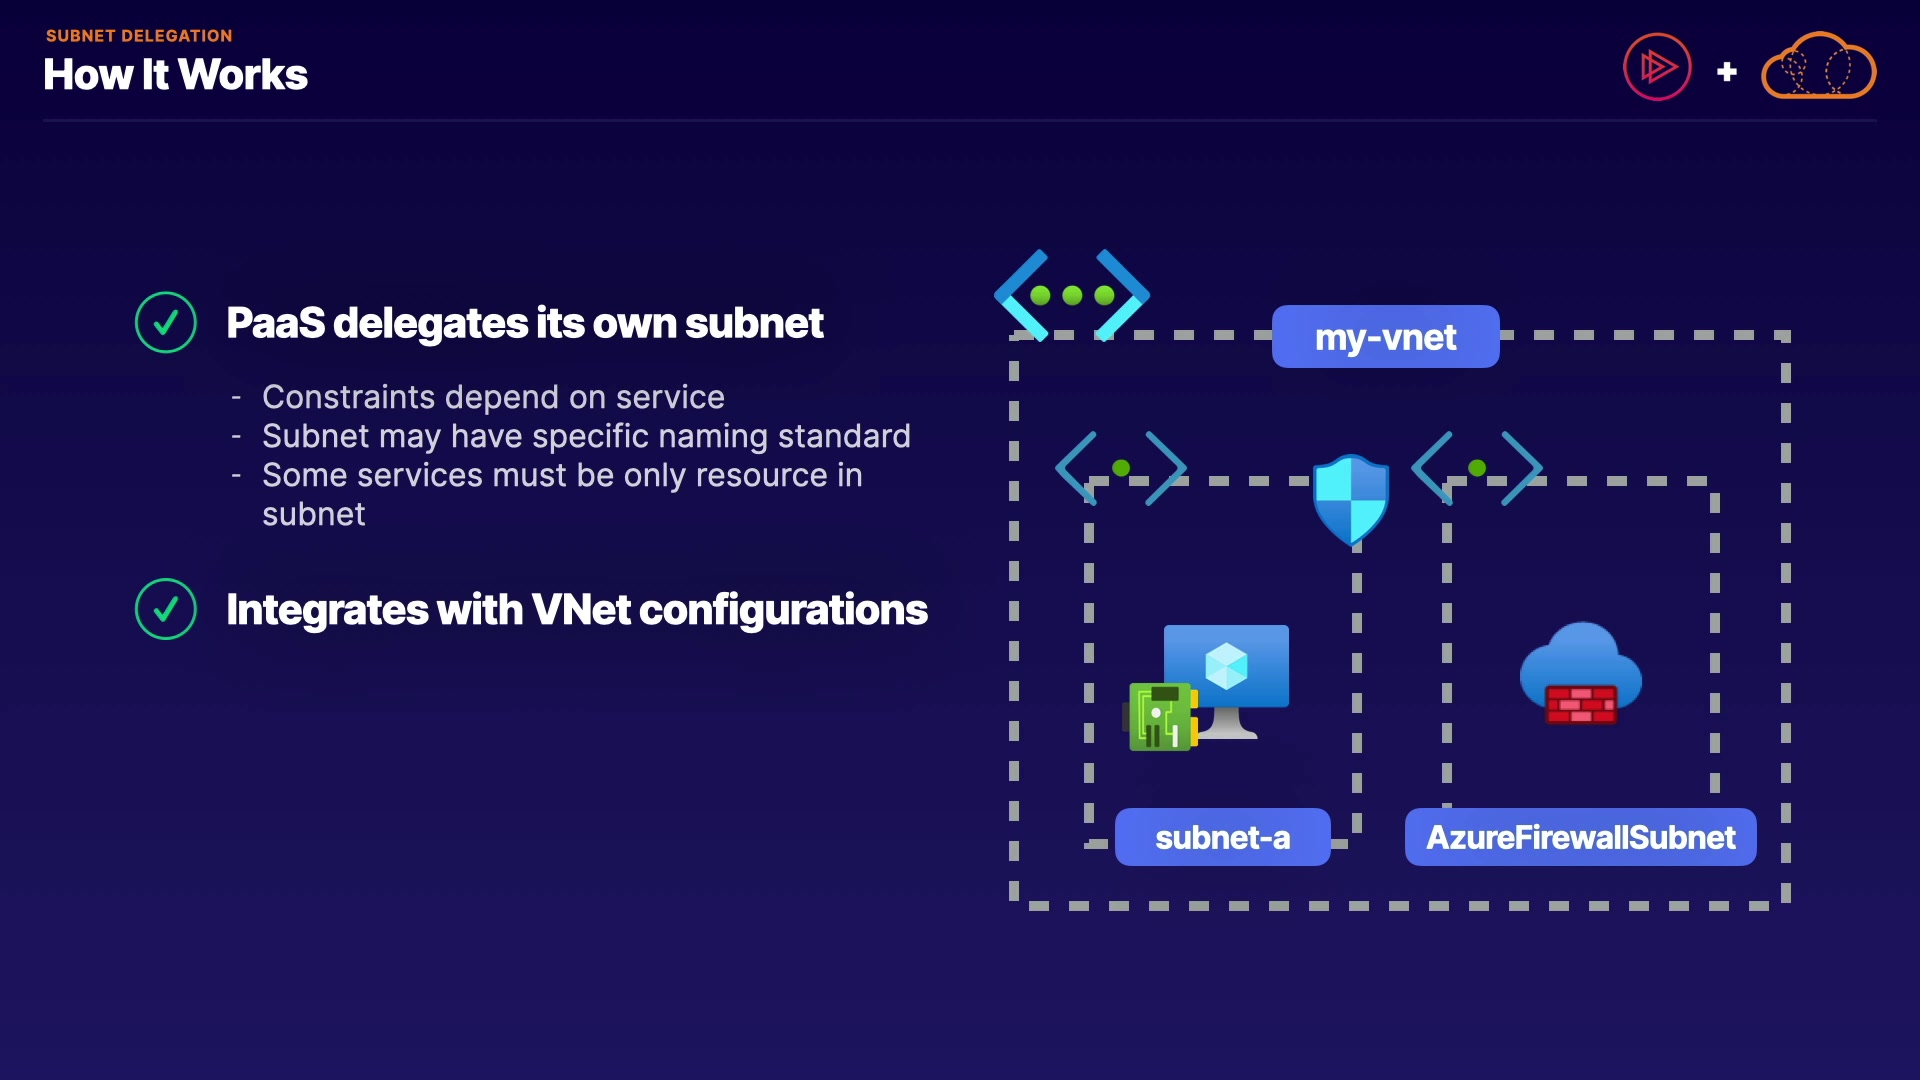 SUBNET DELEGATION
How It Works
PaaS delegates its own subnet
- Constraints depend on service
- Subnet may have specific naming standard
- Some services must be only resource in
subnet
Integrates with VNet configurations
my-vnet
subnet-a
AzureFirewallSubnet